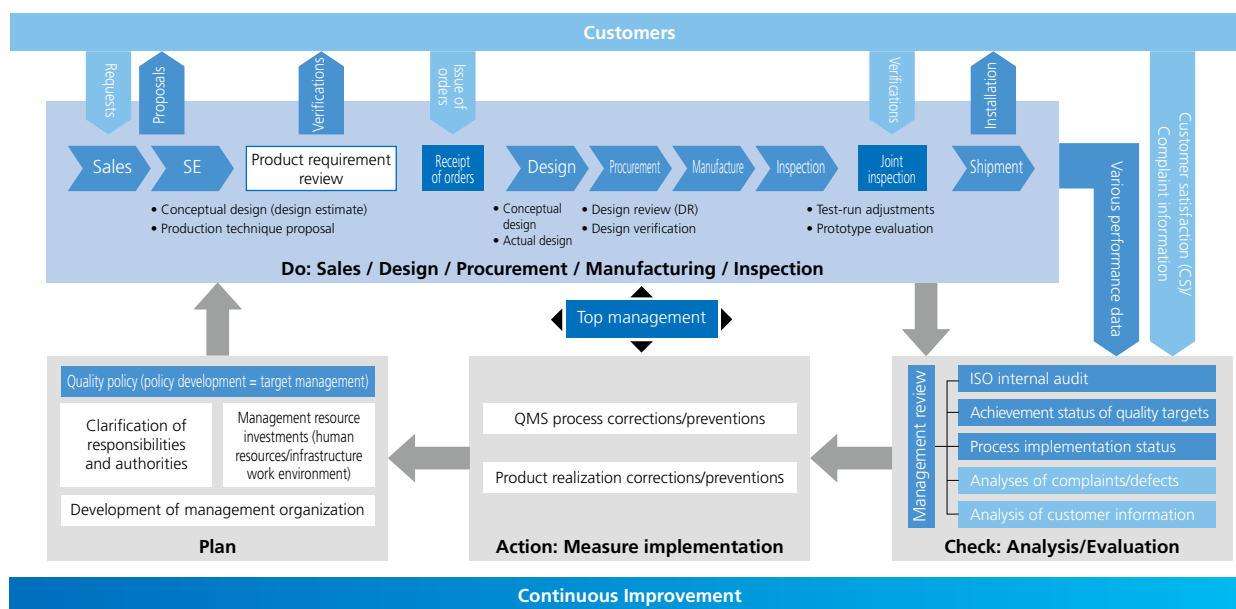 Customers
Requests
Proposals
Verifications
Issue of
orders
Verifications
Installation
Customer satisfaction (CS)/
Complaint information
Various performance data
Sales
SE
Product requirement
review
Receipt
of orders
Design
Procurement
Manufacture
Inspection
Joint
inspection
Shipment
• Conceptual design (design estimate)
• Production technique proposal
• Conceptual
design
• Actual design
• Design review (DR)
• Design verification
• Test-run adjustments
• Prototype evaluation
Do: Sales / Design / Procurement / Manufacturing / Inspection
Top management
Quality policy (policy development = target management)
Clarification of
responsibilities
and authorities
Management resource
investments (human
resources/infrastructure
work environment)
Development of management organization
Plan
QMS process corrections/preventions
Product realization corrections/preventions
Action: Measure implementation
Management review
ISO internal audit
Achievement status of quality targets
Process implementation status
Analyses of complaints/defects
Analysis of customer information
Check: Analysis/Evaluation
Continuous Improvement